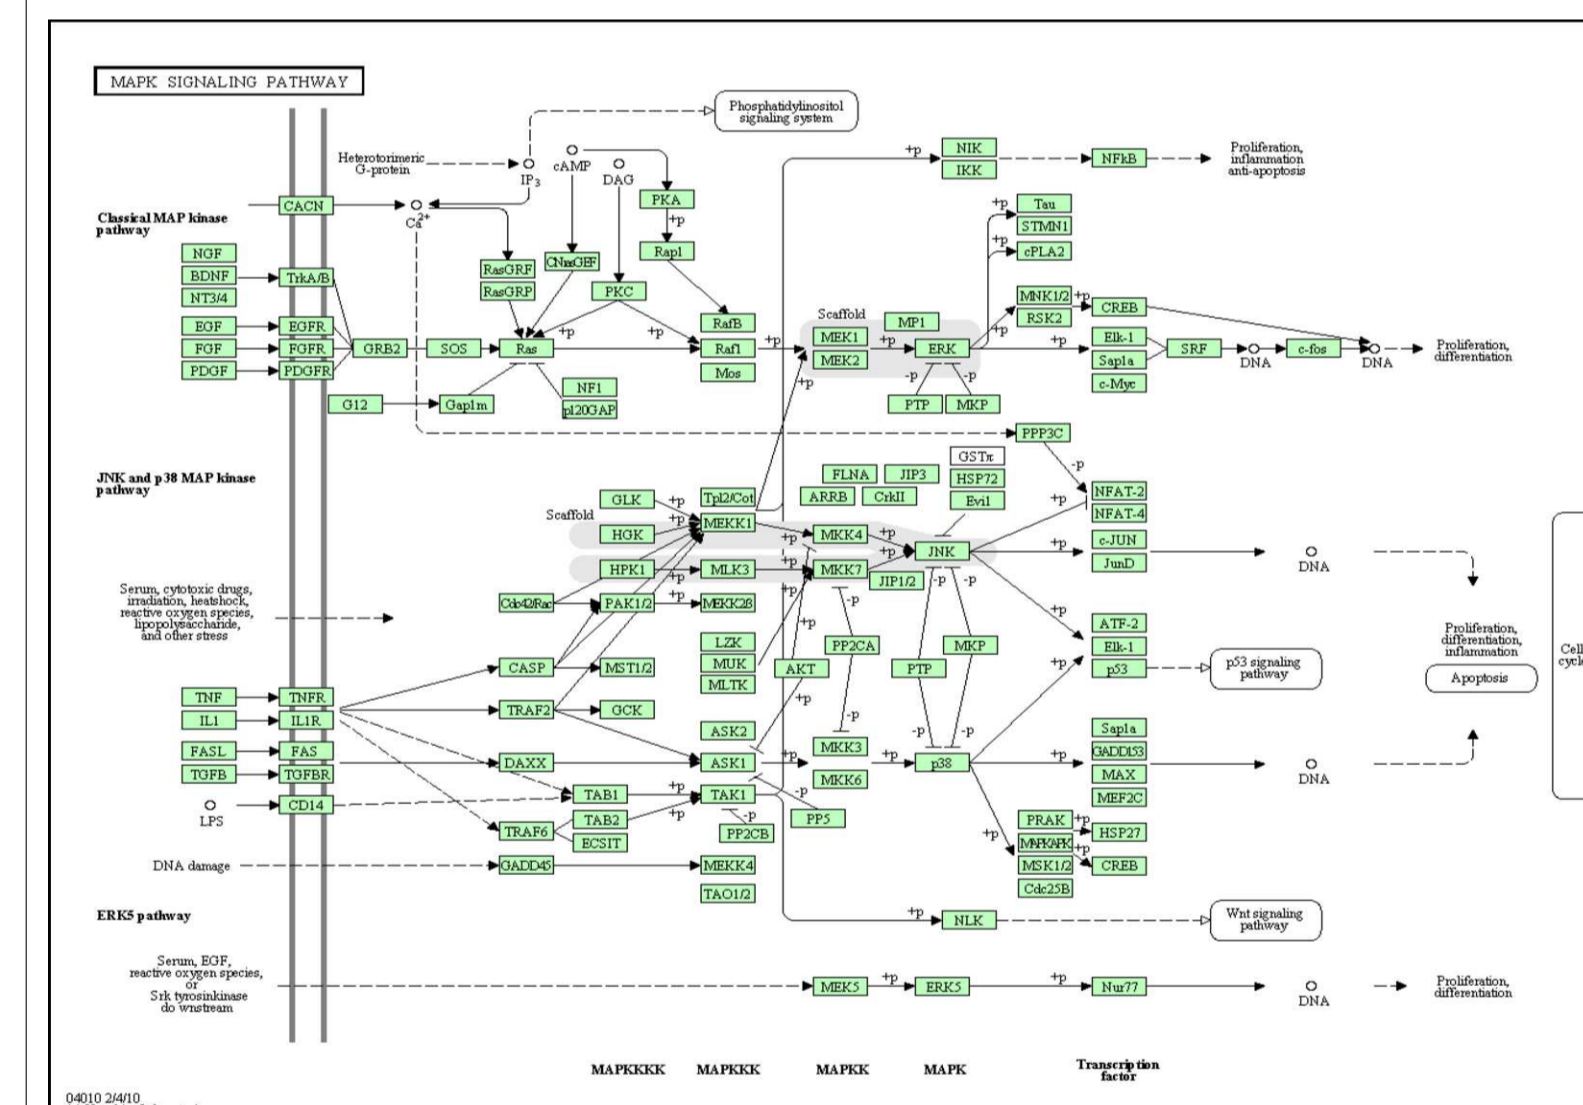 MAPK SIGNALING PATHWAY
Phosphatidylinositol
signaling system
Heterotorimeric
G-protein
IP3
cAMP
DAG
+p
NIK
IKK
NFkB
Proliferation,
inflammation
anti-apoptosis
CACN
Ca2+
PKA
+p
Rap1
+p
Tau
STMN1
+p
cPLA2
Classical MAP kinase
pathway
NGF
BDNF
NT3/4
TrkA/B
RasGRF
RasGRP
CNrasGEF
PKC
MNK1/2
+p
RSK2
CREB
EGF
EGFR
FGF
FGFR
PDGF
PDGFR
GRB2
SOS
Ras
+p
+p
RafB
Raf1
Mos
+p
Scaffold
MEK1
MEK2
MP1
+p
ERK
+p
+p
Elk-1
Sap1a
c-Myc
SRF
DNA
c-fos
DNA
Proliferation,
differentiation
G12
Gap1m
NF1
p120GAP
+p
-p
-p
PTP
MKP
PPP3C
-p
JNK and p38 MAP kinase
pathway
GSTπ
HSP72
Evi1
FLNA
JIP3
ARRB
CrkII
NFAT-2
NFAT-4
+p
Scaffold
GLK
+p
Tpl2/Cot
+p
MEKK1
HGK
+p
MKK4
+p
+p
JNK
+p
c-JUN
JunD
DNA
HPK1
+p
MLK3
+p
MKK7
JIP1/2
-p
-p
Serum, cytotoxic drugs,
irradiation, heatshock,
reactive oxygen species,
lipopolysaccharide,
and other stress
Cdc42/Rac
PAK1/2
MEKK2/3
+p
-p
+p
+p
ATF-2
Elk-1
p53
+p
p53 signaling
pathway
Proliferation,
differentiation,
inflammation
Apoptosis
Cell
cycle
LZK
MUK
MLTK
PP2CA
MKP
PTP
AKT
+p
CASP
MST1/2
TNF
TNFR
IL1
IL1R
TRAF2
GCK
-p
-p
-p
ASK2
MKK3
MKK6
Sap1a
GADD153
MAX
MEF2C
FASL
FAS
TGFB
TGFBR
DAXX
ASK1
+p
+p
p38
+p
DNA
LPS
CD14
TAB1
+p
TAK1
-p
TAB2
+p
-p
PP5
PP2CB
TRAF6
ECSIT
+p
PRAK
+p
MAPKAPK
+p
MSK1/2
Cdc25B
HSP27
CREB
DNA damage
GADD45
MEKK4
TAO1/2
ERK5 pathway
+p
NLK
Wnt signaling
pathway
Serum, EGF,
reactive oxygen species,
or
Srk tyrosinkinase
do wnstream
MEK5
+p
ERK5
+p
Nur77
DNA
Proliferation,
differentiation
MAPKKKK
MAPKKK
MAPKK
MAPK
Transcription
factor
04010 2/4/10